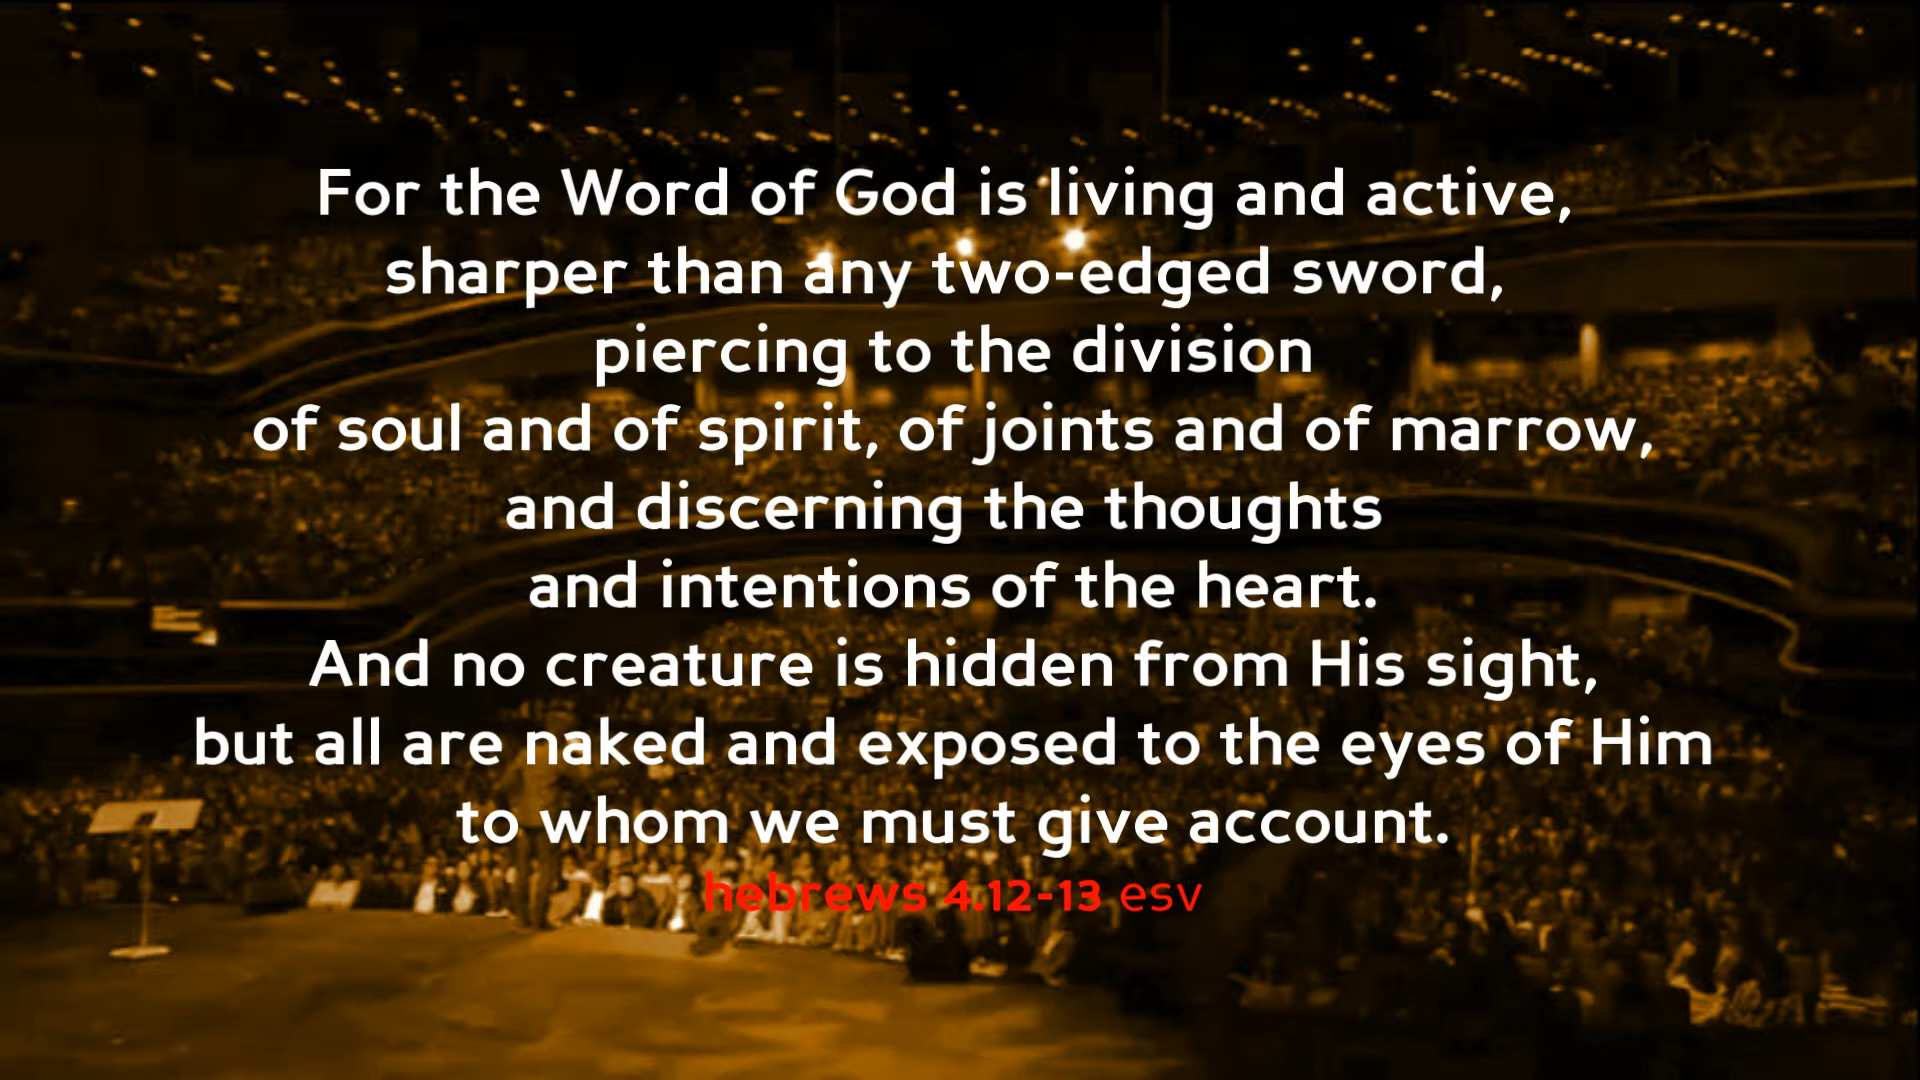 For the Word of God is living and active,
sharper than any two-edged sword,
piercing to the division
of soul and of spirit, of joints and of marrow,
and discerning the thoughts
and intentions of the heart.
And no creature is hidden from His sight,
but all are naked and exposed to the eyes of Him
to whom we must give account.
hebrews 4.12-13 esv